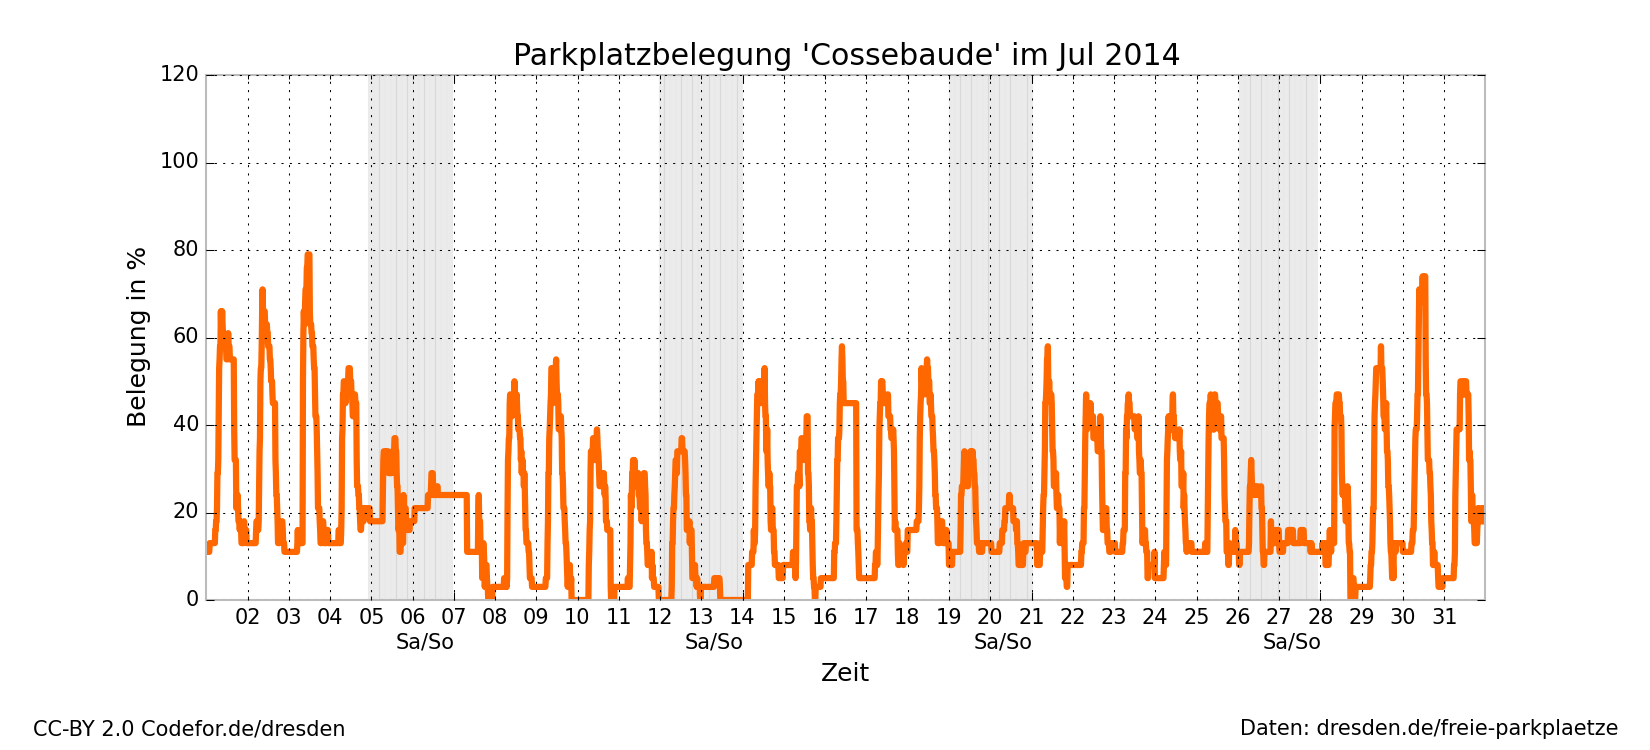 Parkplatzbelegung 'Cossebaude' im Jul 2014
120
100
80
60
40
20
0
Belegung in %
02 03 04 05 06 07 08 09 10 11 12 13 14 15 16 17 18 19 20 21 22 23 24 25 26 27 28 29 30 31
Sa/So Sa/So Sa/So Sa/So
Zeit
CC-BY 2.0 Codefor.de/dresden
Daten: dresden.de/freie-parkplaetze